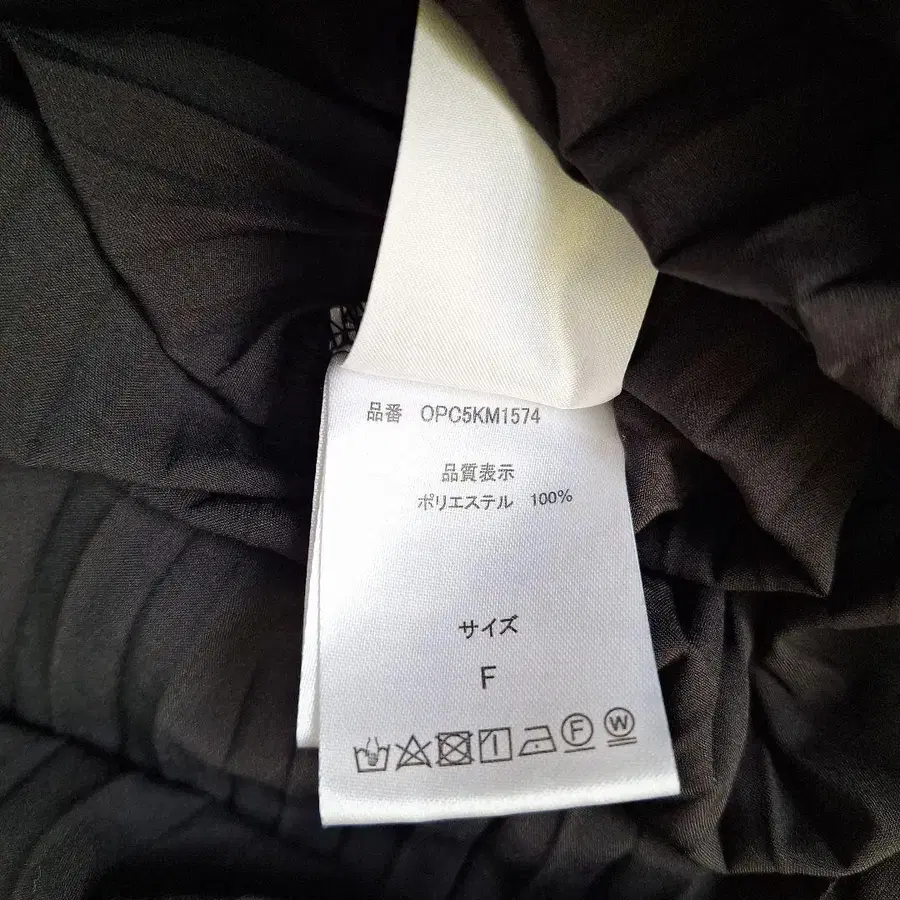 品番 OPC5KM1574
品質表示
ポリエステル 100%
サイズ
F
F W